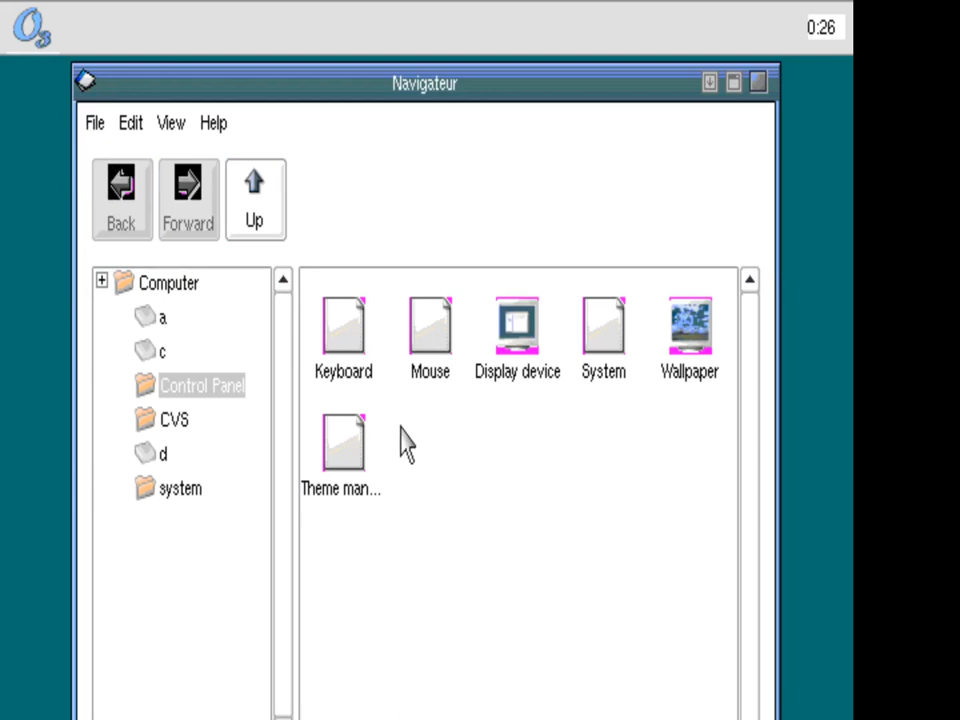 O3
0:26
Navigateur
File Edit View Help
Back Forward Up
Computer
a
c
Control Panel
CVS
d
system
Keyboard Mouse Display device System Wallpaper
Theme man...